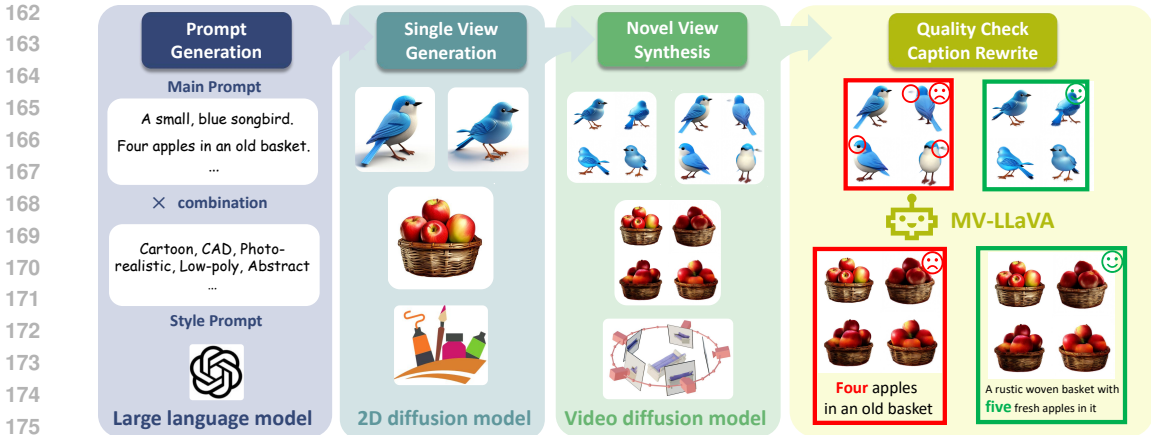 162
163
164
165
166
167
168
169
170
171
172
173
174
175
Prompt
Generation
Main Prompt
A small, blue songbird.
Four apples in an old basket.
...
× combination
Cartoon, CAD, Photo-
realistic, Low-poly, Abstract
...
Style Prompt
Large language model
Single View
Generation
2D diffusion model
Novel View
Synthesis
Video diffusion model
Quality Check
Caption Rewrite
MV-LLaVA
Four apples
in an old basket
A rustic woven basket with
five fresh apples in it